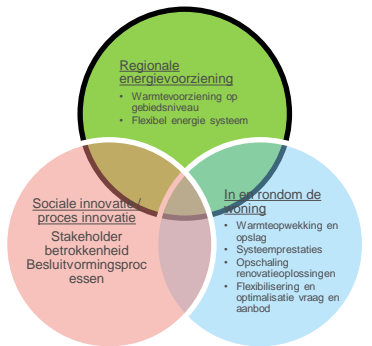 Regionale
energievoorziening
• Warmtevoorziening op
gebiedsniveau
• Flexibel energie systeem
Sociale innovatie /
proces innovatie
Stakeholder
betrokkenheid
Besluitvormingsproc
essen
In en rondom de
woning
• Warmteopwekking en
opslag
• Systeemprestaties
• Opschaling
renovatieoplossingen
• Flexibilisering en
optimalisatie vraag en
aanbod